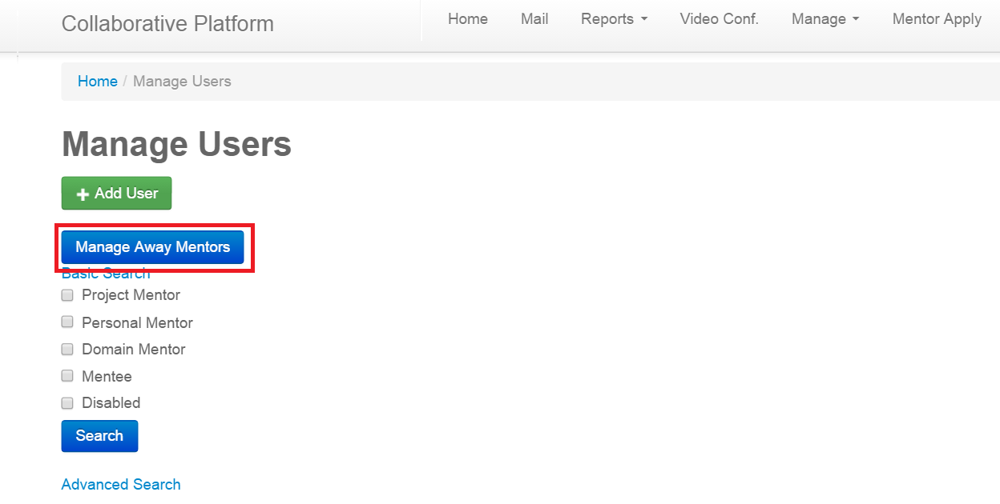 Collaborative Platform
Home Mail Reports Video Conf. Manage Mentor Apply
Home / Manage Users
Manage Users
Add User
Manage Away Mentors
Basic Search
Project Mentor
Personal Mentor
Domain Mentor
Mentee
Disabled
Search
Advanced Search